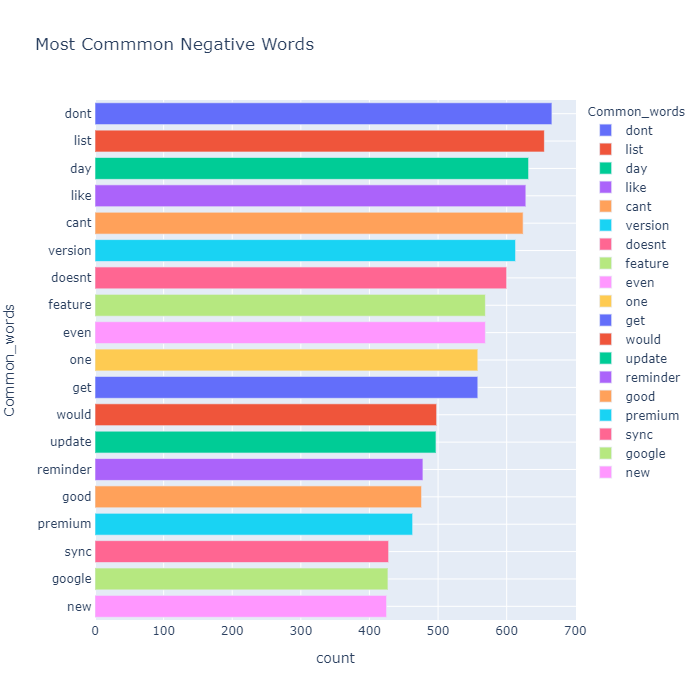 Most Commmon Negative Words
Common_words
dont
list
day
like
cant
version
doesnt
feature
even
one
get
would
update
reminder
good
premium
sync
google
new
0 100 200 300 400 500 600 700
count
Common_words
dont
list
day
like
cant
version
doesnt
feature
even
one
get
would
update
reminder
good
premium
sync
google
new